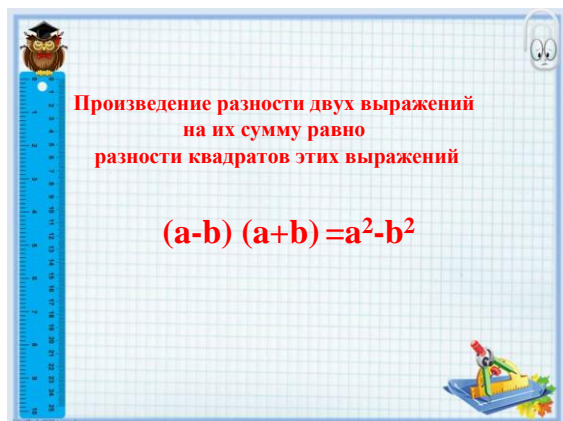 Произведение разности двух выражений
на их сумму равно
разности квадратов этих выражений
(a-b) (a+b) =a²-b²